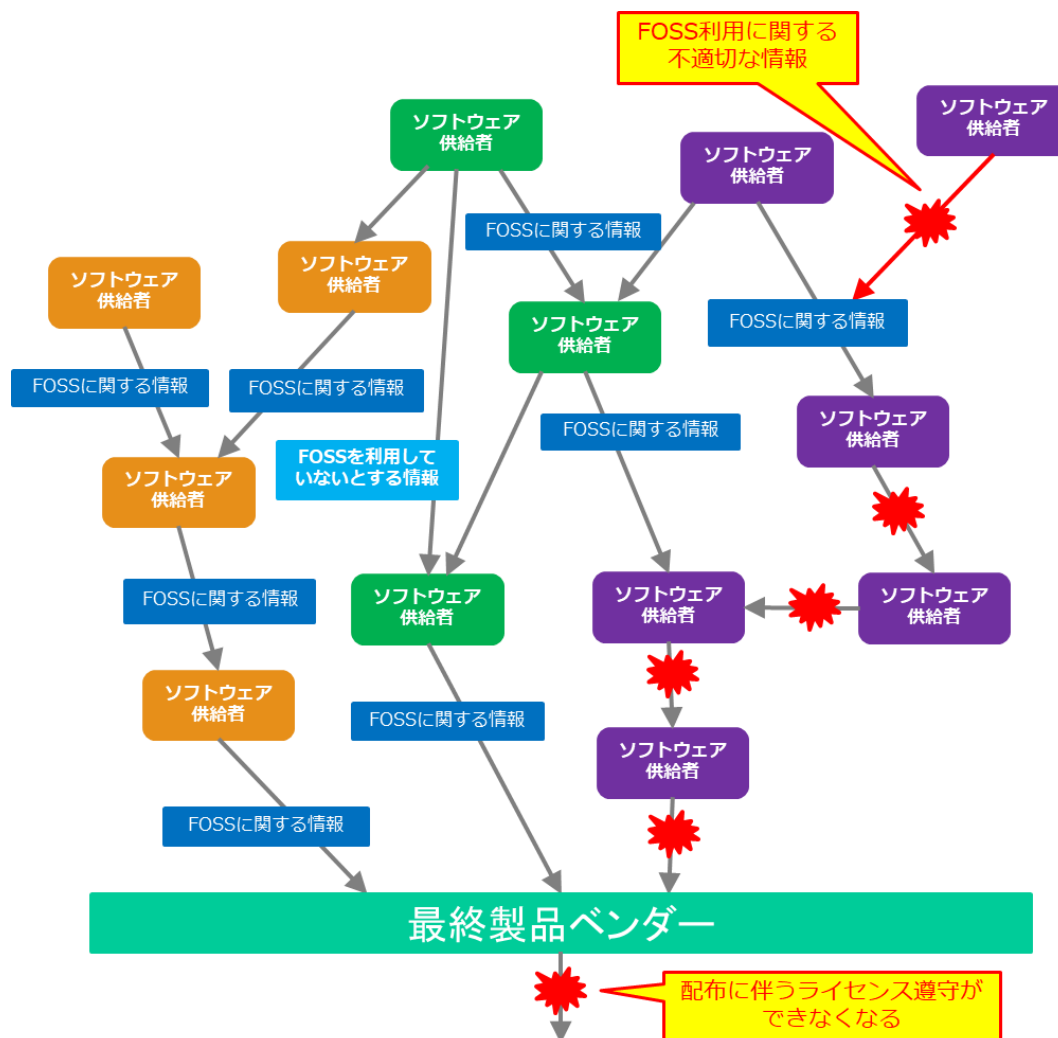 FOSS利用に関する
不適切な情報
ソフトウェア
供給者
ソフトウェア
供給者
ソフトウェア
供給者
FOSSに関する情報
ソフトウェア
供給者
ソフトウェア
供給者
ソフトウェア
供給者
FOSSに関する情報
FOSSに関する情報
FOSSに関する情報
ソフトウェア
供給者
FOSSに関する情報
FOSSを利用して
いないとする情報
ソフトウェア
供給者
FOSSに関する情報
ソフトウェア
供給者
ソフトウェア
供給者
ソフトウェア
供給者
ソフトウェア
供給者
FOSSに関する情報
ソフトウェア
供給者
FOSSに関する情報
ソフトウェア
供給者
FOSSに関する情報
最終製品ベンダー
配布に伴うライセンス遵守が
できなくなる